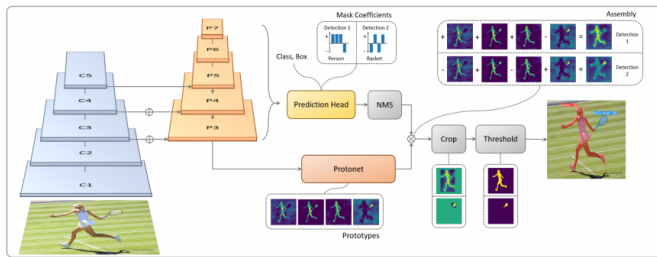 Mask Coefficients
Detection 1
Detection 2
Person
Racket
Class, Box
Assembly
+ + + - =
Detection
1
- + + - =
Detection
2
P7
P6
P5
P4
P3
C5
C4
C3
C2
C1
Prediction Head
NMS
Crop
Threshold
Protonet
Prototypes